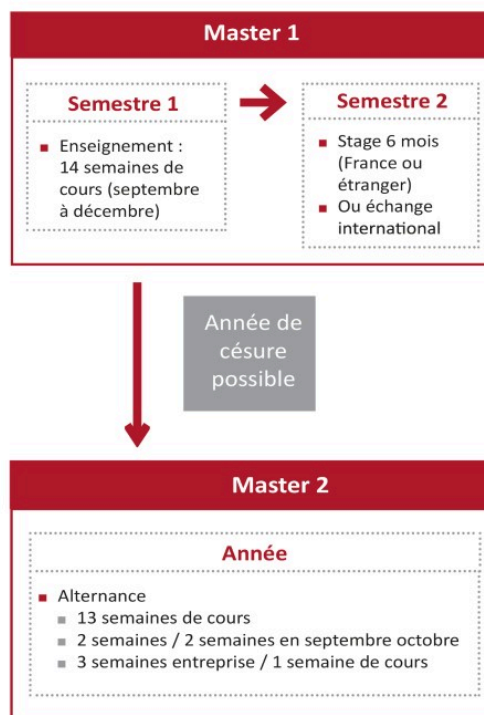 Master 1
Semestre 1
Enseignement :
14 semaines de
cours (septembre
à décembre)
Semestre 2
Stage 6 mois
(France ou
étranger)
Ou échange
international
Année de
césure
possible
Master 2
Année
Alternance
13 semaines de cours
2 semaines / 2 semaines en septembre octobre
3 semaines entreprise / 1 semaine de cours